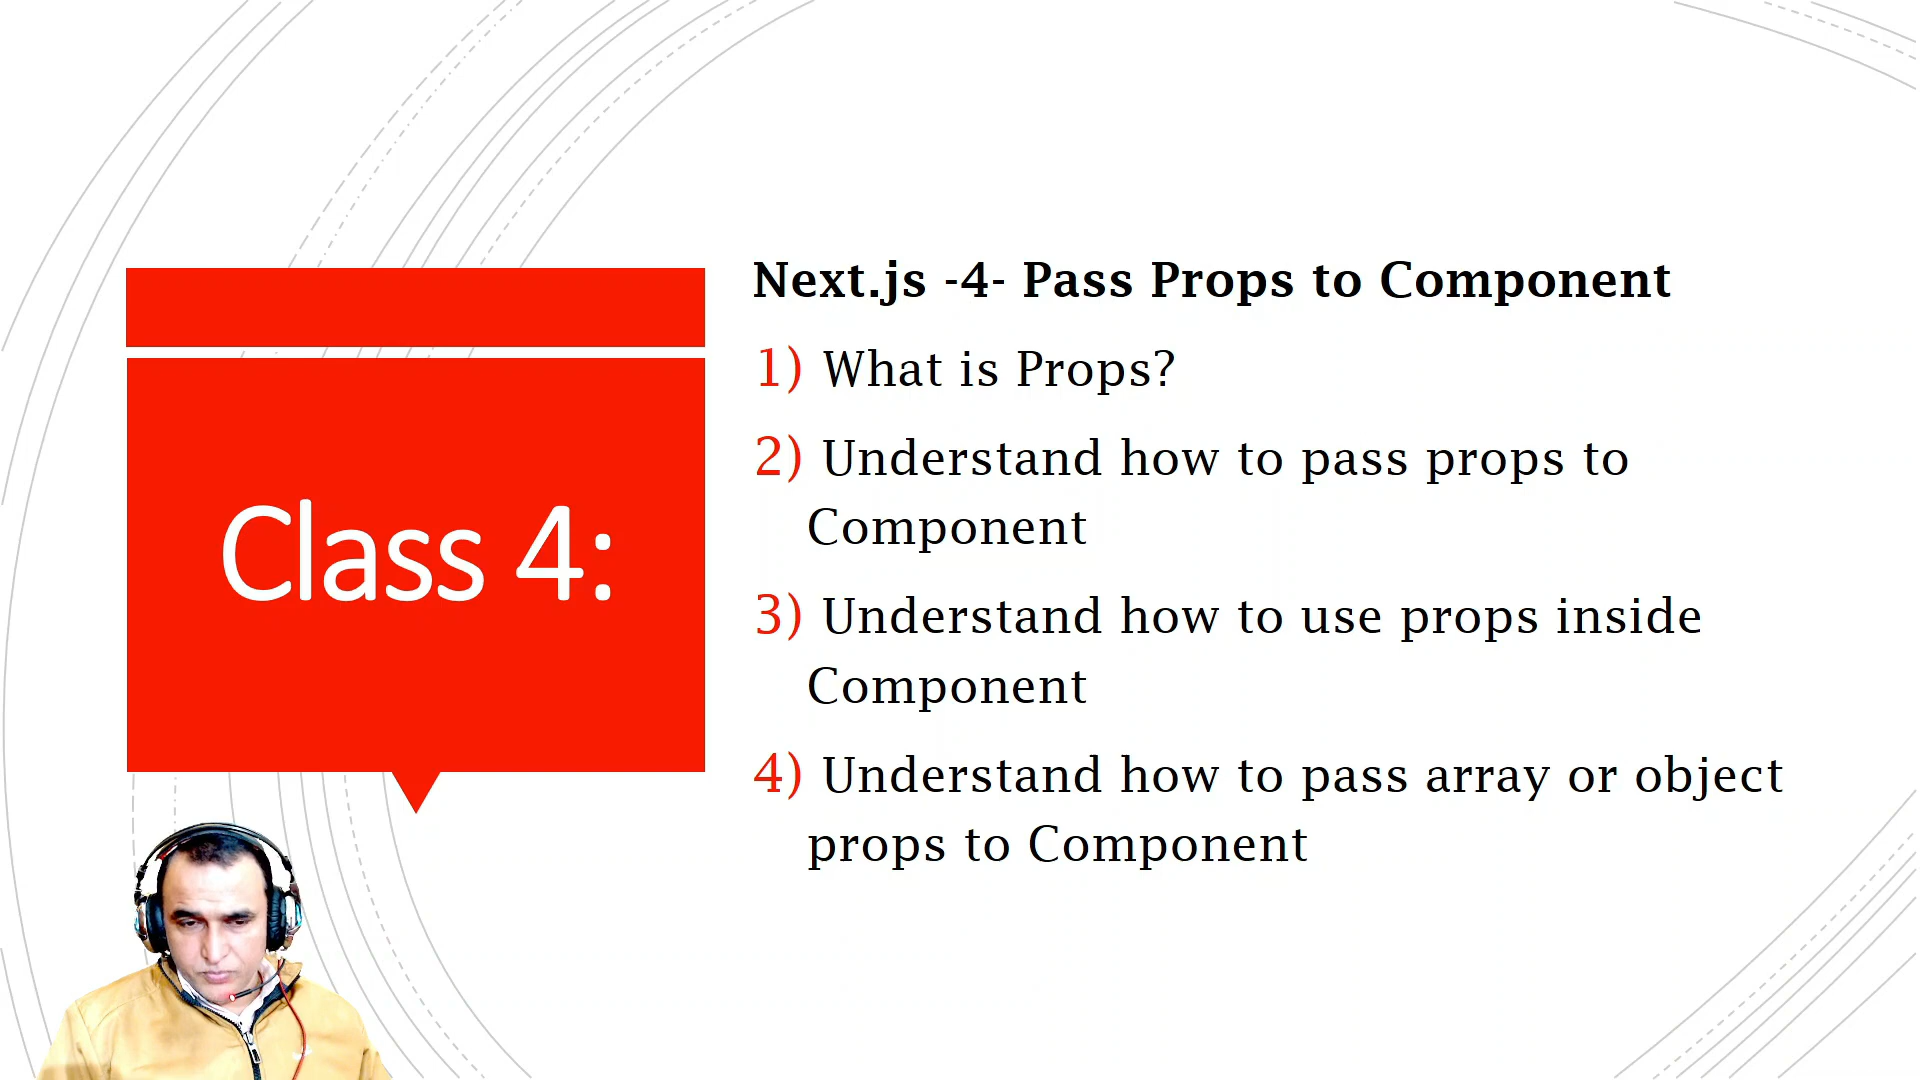 Class 4:
Next.js -4- Pass Props to Component
1) What is Props?
2) Understand how to pass props to
Component
3) Understand how to use props inside
Component
4) Understand how to pass array or object
props to Component